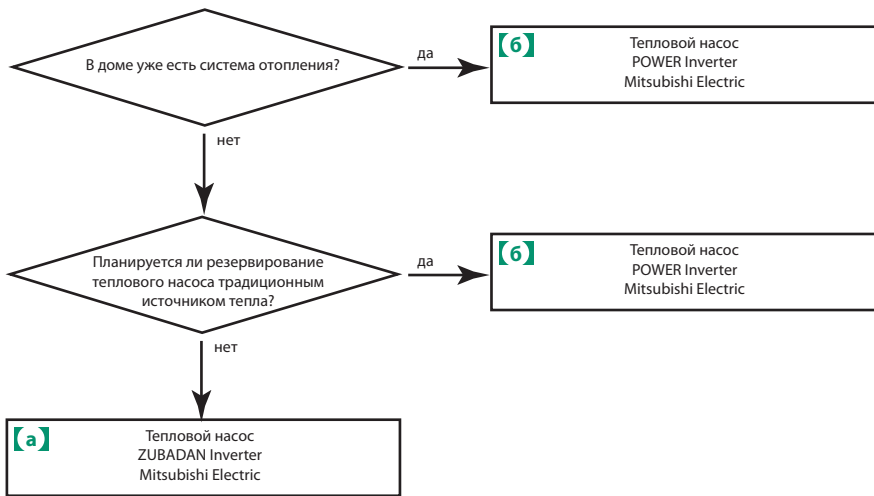 В доме уже есть система отопления?
да
【б】
Тепловой насос
POWER Inverter
Mitsubishi Electric
нет
Планируется ли резервирование
теплового насоса традиционным
источником тепла?
да
【б】
Тепловой насос
POWER Inverter
Mitsubishi Electric
нет
【а】
Тепловой насос
ZUBADAN Inverter
Mitsubishi Electric